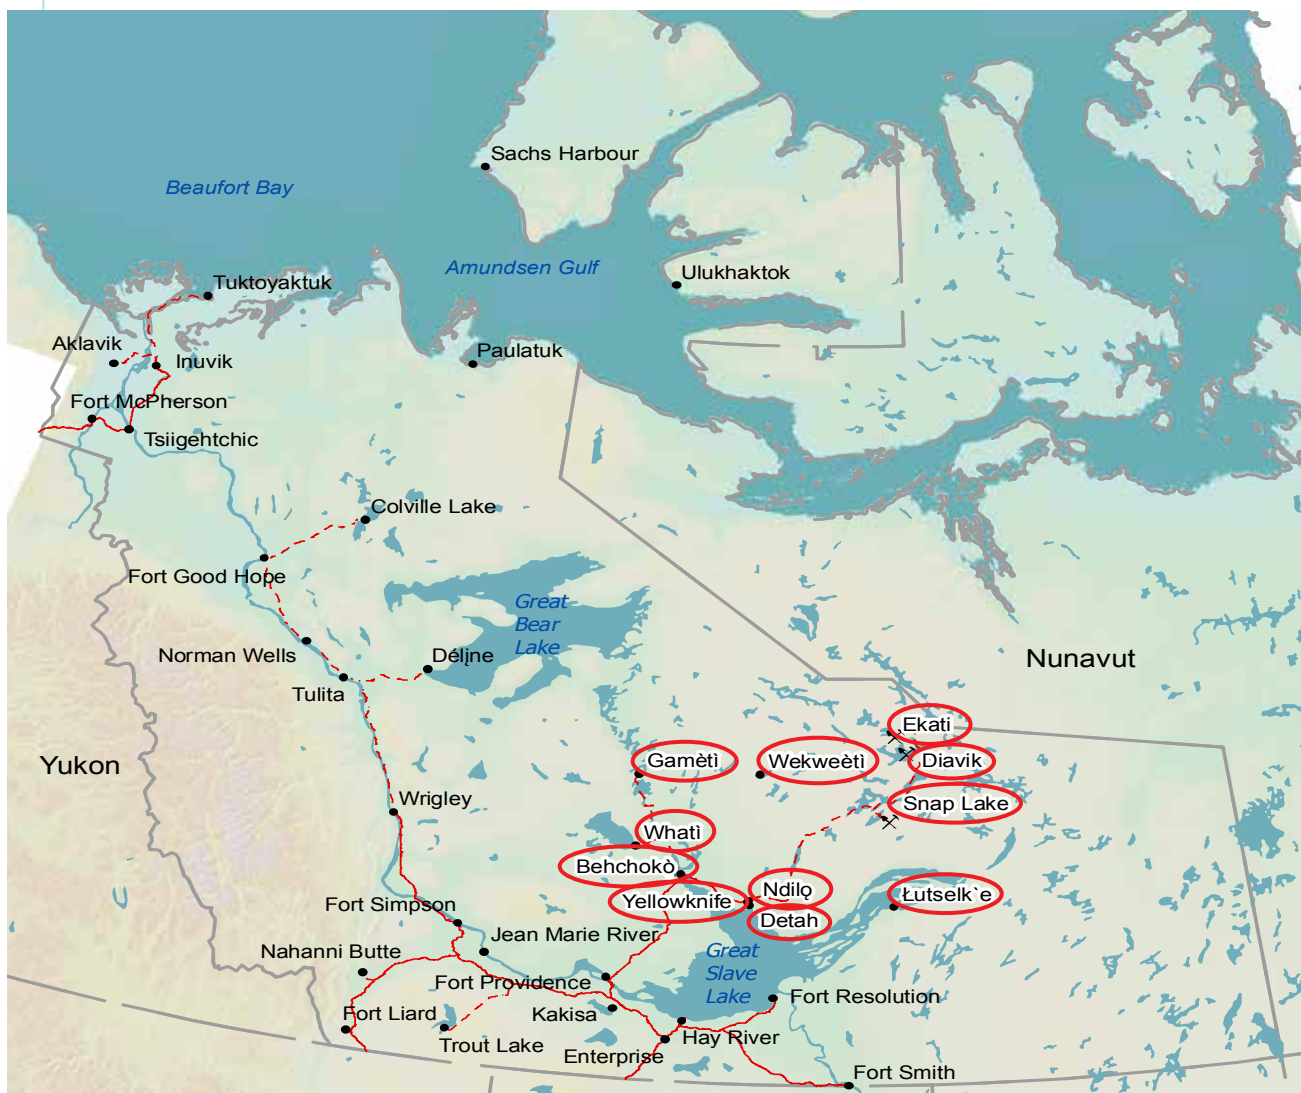 Sachs Harbour
Beaufort Bay
Amundsen Gulf
Ulukhaktok
Tuktoyaktuk
Aklavik
Inuvik
Paulatuk
Fort McPherson
Tsiigehtchic
Colville Lake
Fort Good Hope
Great
Bear
Lake
Norman Wells
Délįne
Tulita
Nunavut
Ekati
Yukon
Gamètì
Wekweètì
Diavik
Wrigley
Snap Lake
Whatì
Behchokò
Ndilǫ
Yellowknife
Łutselk`e
Detah
Fort Simpson
Jean Marie River
Nahanni Butte
Great
Slave
Lake
Fort Providence
Fort Resolution
Fort Liard
Kakisa
Trout Lake
Hay River
Enterprise
Fort Smith